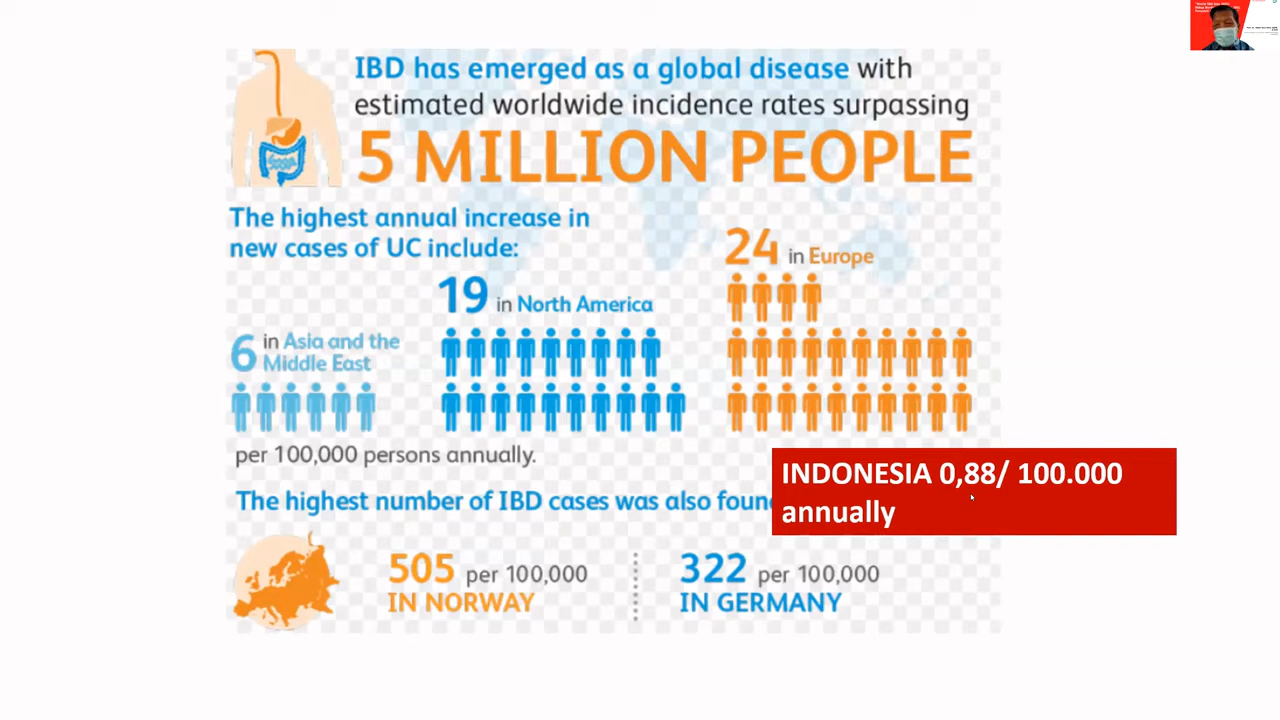 IBD has emerged as a global disease with
estimated worldwide incidence rates surpassing
5 MILLION PEOPLE
The highest annual increase in
new cases of UC include:
24 in Europe
19 in North America
6 in Asia and the
Middle East
per 100,000 persons annually.
INDONESIA 0,88/ 100.000
annually
The highest number of IBD cases was also foun
505 per 100,000
IN NORWAY
322 per 100,000
IN GERMANY